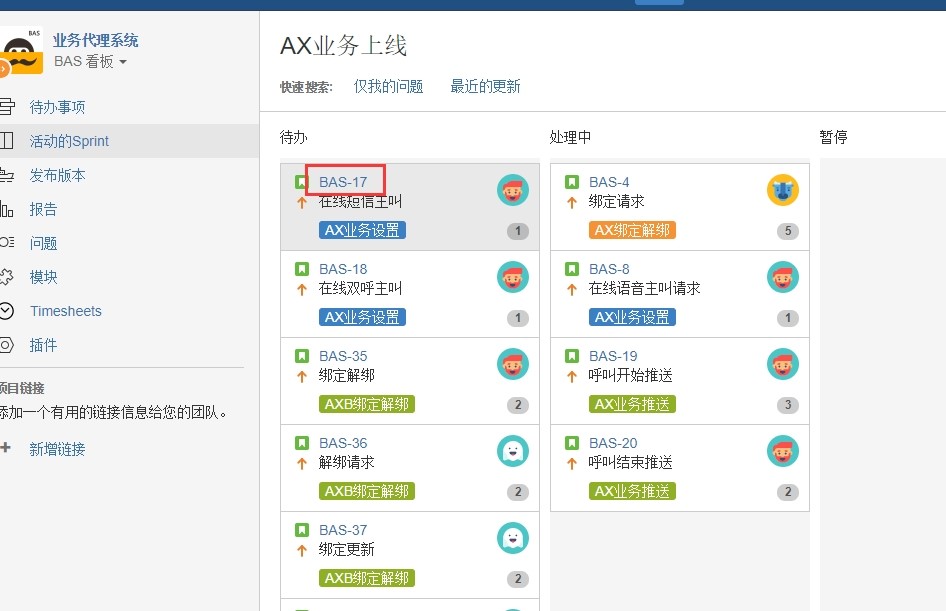 BAS
业务代理系统
BAS 看板
待办事项
活动的Sprint
发布版本
报告
问题
模块
Timesheets
插件
项目链接
添加一个有用的链接信息给您的团队。
+ 新增链接
AX业务上线
快速搜索: 仅我的问题 最近的更新
待办
BAS-17
在线短信主叫
AX业务设置
1
BAS-18
在线双呼主叫
AX业务设置
1
BAS-35
绑定解绑
AXB绑定解绑
2
BAS-36
解绑请求
AXB绑定解绑
2
BAS-37
绑定更新
AXB绑定解绑
2
处理中
BAS-4
绑定请求
AX绑定解绑
5
BAS-8
在线语音主叫请求
AX业务设置
1
BAS-19
呼叫开始推送
AX业务推送
3
BAS-20
呼叫结束推送
AX业务推送
2
暂停